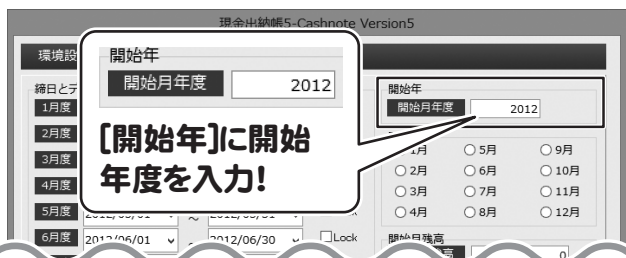 現金出納帳5-Cashnote Version5
環境設
開始年
開始月年度 2012
[開始年]に開始
年度を入力!
締日とデ
1月度
2月度
3月度
4月度
5月度
6月度 2012/06/01 ~ 2012/06/30 Lock
開始年
開始月年度 2012
1月 5月 9月
2月 6月 10月
3月 7月 11月
4月 8月 12月
開始月残高
高 0